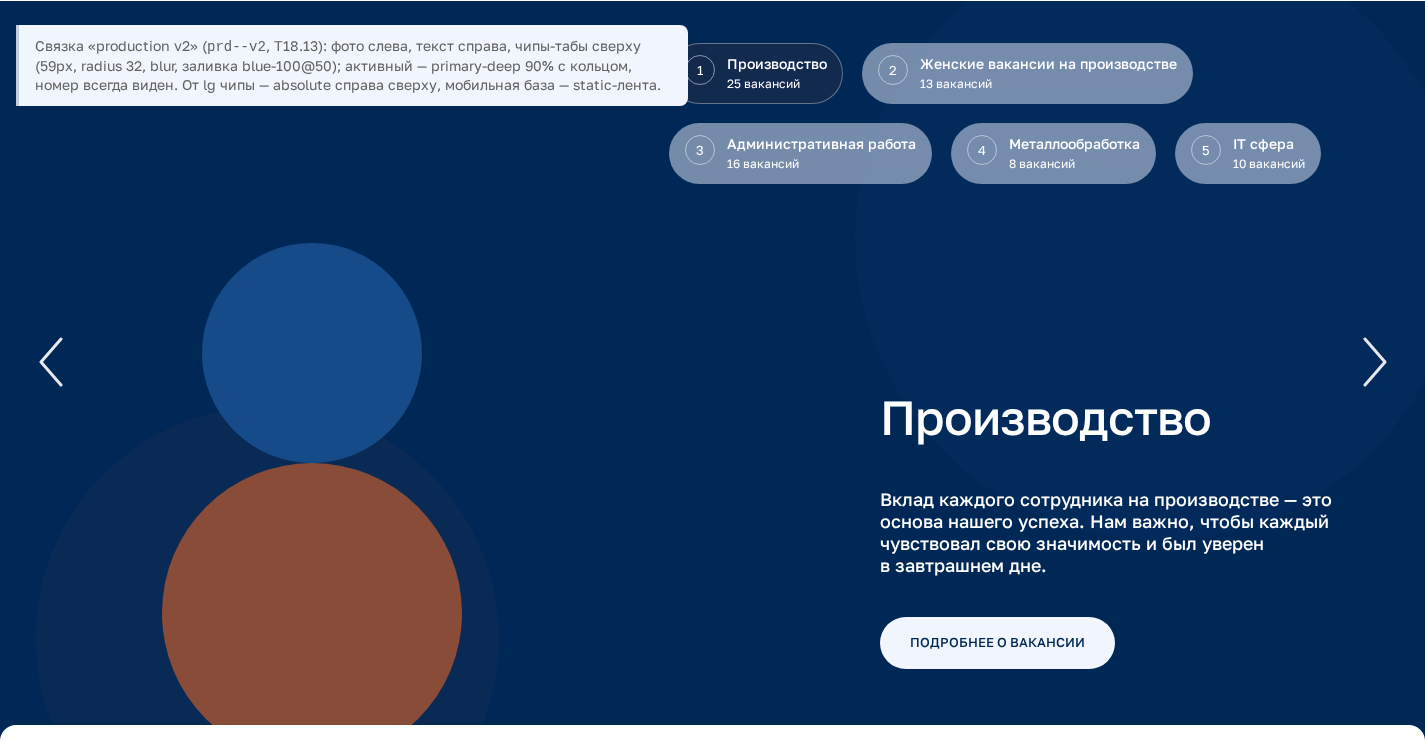 Связка «production v2» (prd--v2, T18.13): фото слева, текст справа, чипы-табы сверху
(59px, radius 32, blur, заливка blue-100@50); активный — primary-deep 90% с кольцом,
номер всегда виден. От lg чипы — absolute справа сверху, мобильная база — static-лента.
1 Производство
25 вакансий
2 Женские вакансии на производстве
13 вакансий
3 Административная работа
16 вакансий
4 Металлообработка
8 вакансий
5 IT сфера
10 вакансий
Производство
Вклад каждого сотрудника на производстве — это
основа нашего успеха. Нам важно, чтобы каждый
чувствовал свою значимость и был уверен
в завтрашнем дне.
ПОДРОБНЕЕ О ВАКАНСИИ